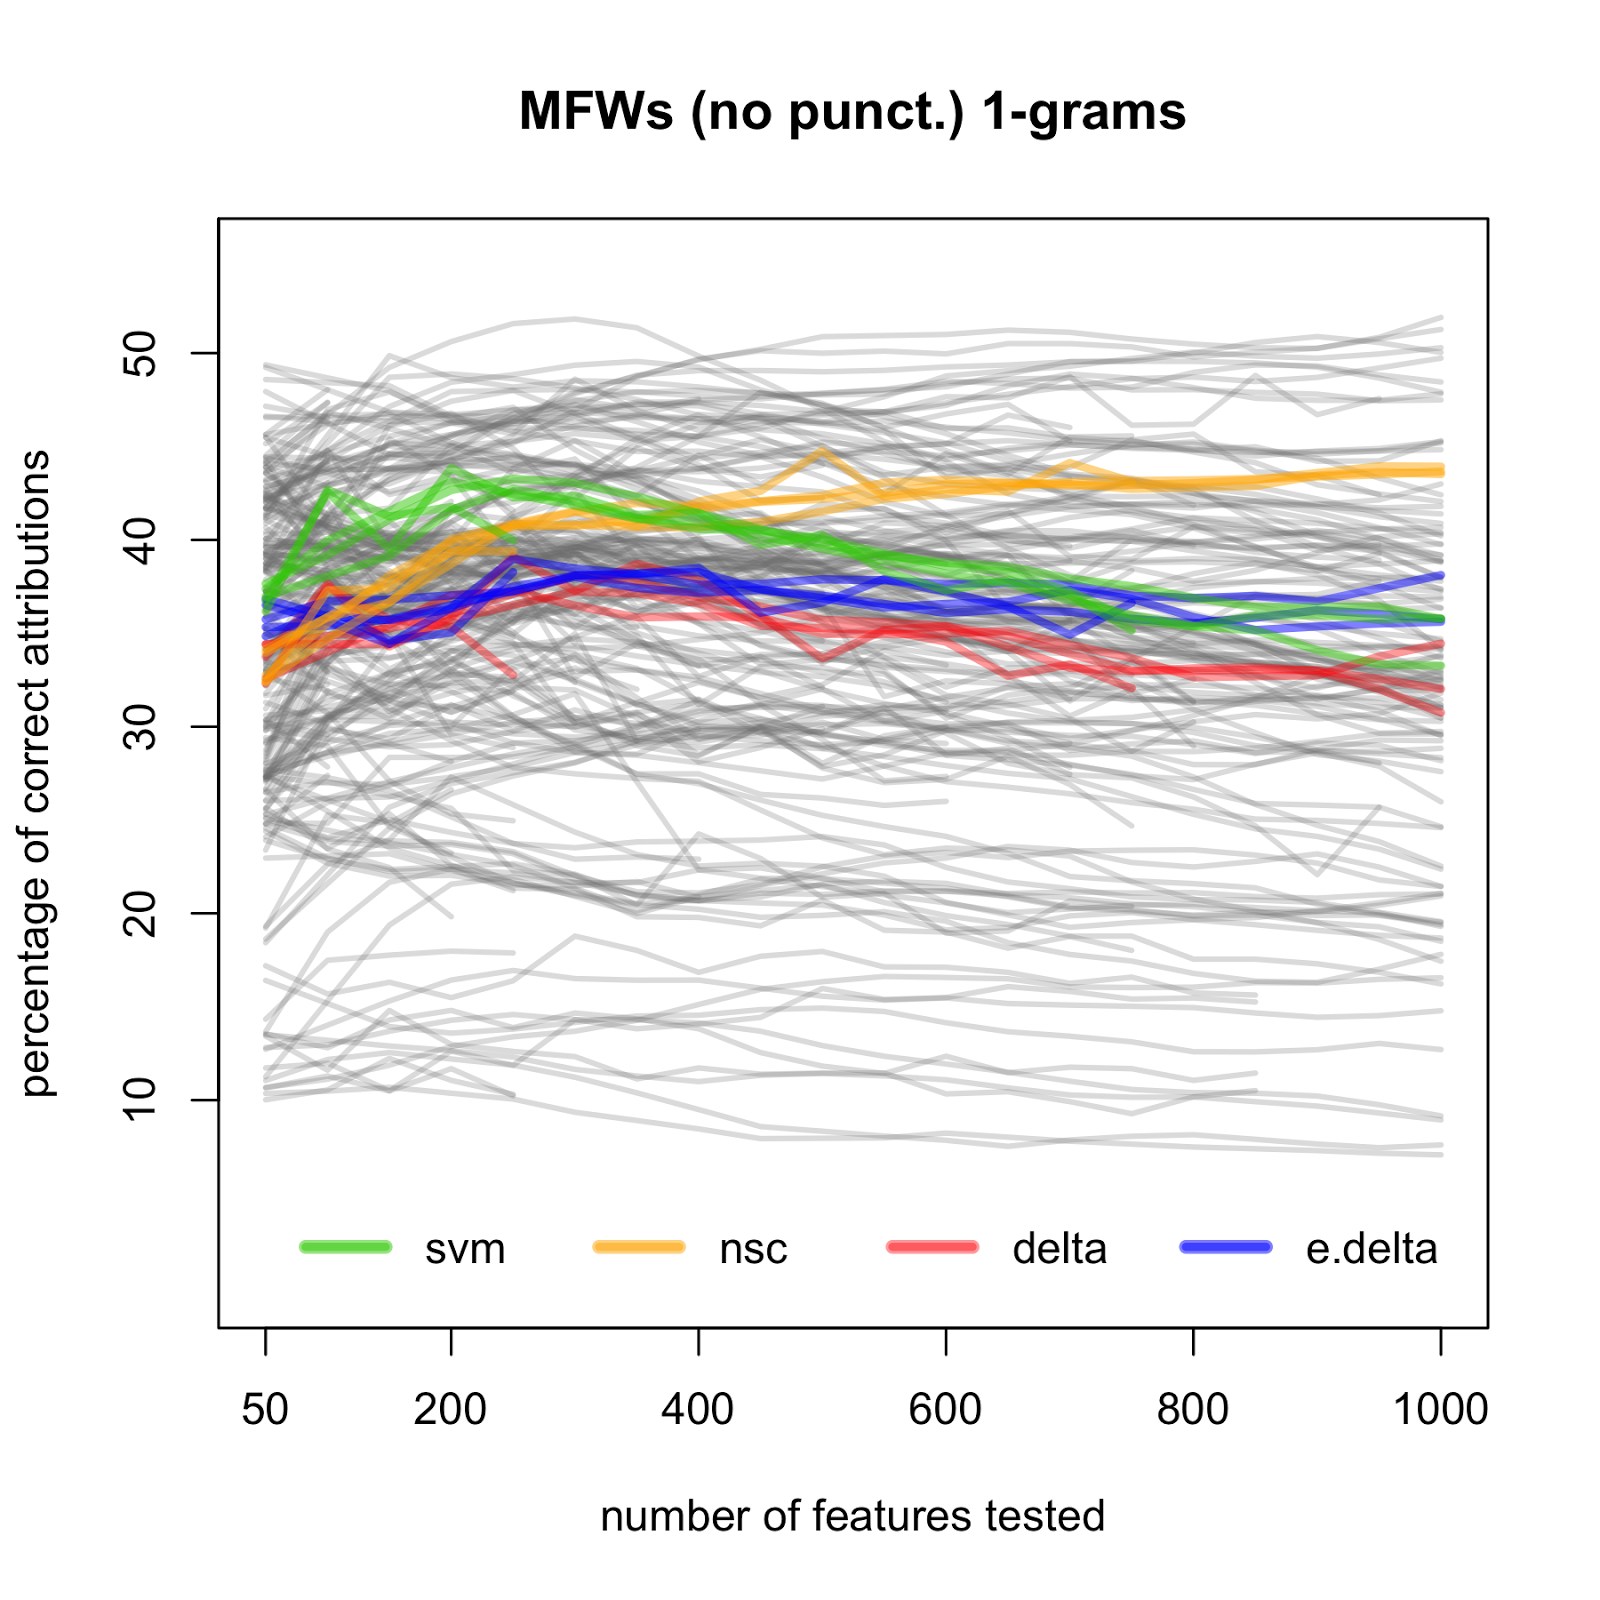 MFWs (no punct.) 1-grams
percentage of correct attributions
50
40
30
20
10
svm nsc delta e.delta
50 200 400 600 800 1000
number of features tested